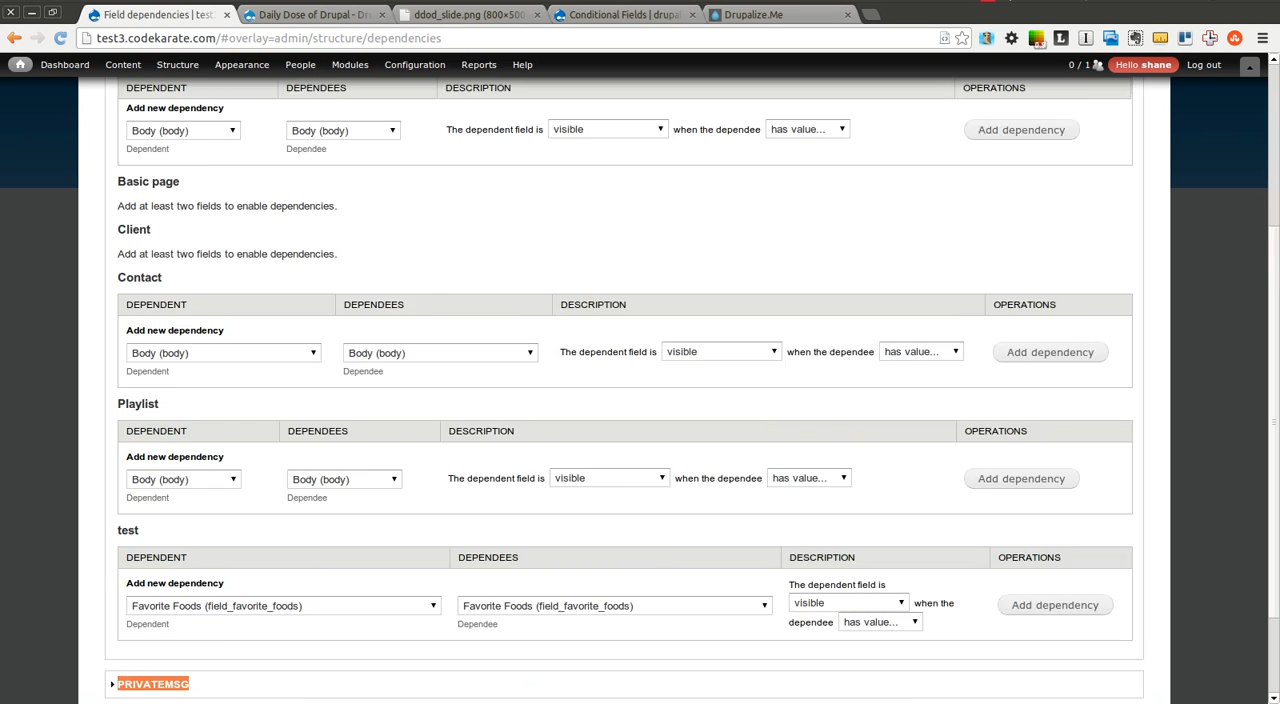 Field dependencies | test
Daily Dose of Drupal - Dr
ddod_slide.png (800×500
Conditional Fields | drupal
Drupalize.Me
test3.codekarate.com/#overlay=admin/structure/dependencies
Dashboard Content Structure Appearance People Modules Configuration Reports Help 0 / 1 Hello shane Log out
DEPENDENT DEPENDEES DESCRIPTION OPERATIONS
Add new dependency
Body (body) Body (body) The dependent field is visible when the dependee has value... Add dependency
Dependent Dependee
Basic page
Add at least two fields to enable dependencies.
Client
Add at least two fields to enable dependencies.
Contact
DEPENDENT DEPENDEES DESCRIPTION OPERATIONS
Add new dependency
Body (body) Body (body) The dependent field is visible when the dependee has value... Add dependency
Dependent Dependee
Playlist
DEPENDENT DEPENDEES DESCRIPTION OPERATIONS
Add new dependency
Body (body) Body (body) The dependent field is visible when the dependee has value... Add dependency
Dependent Dependee
test
DEPENDENT DEPENDEES DESCRIPTION OPERATIONS
Add new dependency
The dependent field is
Favorite Foods (field_favorite_foods) Favorite Foods (field_favorite_foods) visible when the Add dependency
Dependent Dependee dependee has value...
PRIVATEMSG